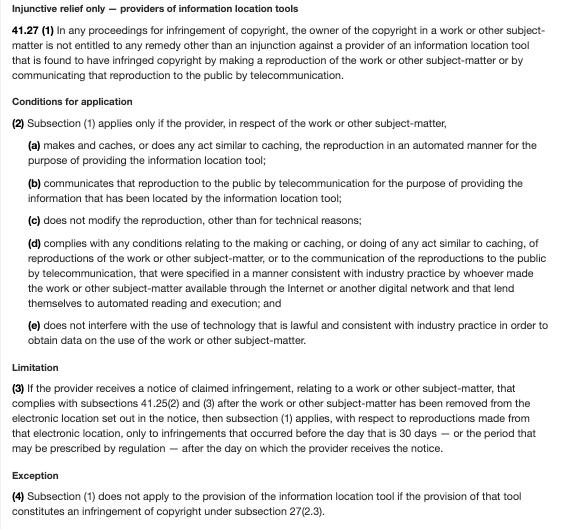 Injunctive relief only — providers of information location tools
41.27 (1) In any proceedings for infringement of copyright, the owner of the copyright in a work or other subject-
matter is not entitled to any remedy other than an injunction against a provider of an information location tool
that is found to have infringed copyright by making a reproduction of the work or other subject-matter or by
communicating that reproduction to the public by telecommunication.
Conditions for application
(2) Subsection (1) applies only if the provider, in respect of the work or other subject-matter,
(a) makes and caches, or does any act similar to caching, the reproduction in an automated manner for the
purpose of providing the information location tool;
(b) communicates that reproduction to the public by telecommunication for the purpose of providing the
information that has been located by the information location tool;
(c) does not modify the reproduction, other than for technical reasons;
(d) complies with any conditions relating to the making or caching, or doing of any act similar to caching, of
reproductions of the work or other subject-matter, or to the communication of the reproductions to the public
by telecommunication, that were specified in a manner consistent with industry practice by whoever made
the work or other subject-matter available through the Internet or another digital network and that lend
themselves to automated reading and execution; and
(e) does not interfere with the use of technology that is lawful and consistent with industry practice in order to
obtain data on the use of the work or other subject-matter.
Limitation
(3) If the provider receives a notice of claimed infringement, relating to a work or other subject-matter, that
complies with subsections 41.25(2) and (3) after the work or other subject-matter has been removed from the
electronic location set out in the notice, then subsection (1) applies, with respect to reproductions made from
that electronic location, only to infringements that occurred before the day that is 30 days — or the period that
may be prescribed by regulation — after the day on which the provider receives the notice.
Exception
(4) Subsection (1) does not apply to the provision of the information location tool if the provision of that tool
constitutes an infringement of copyright under subsection 27(2.3).